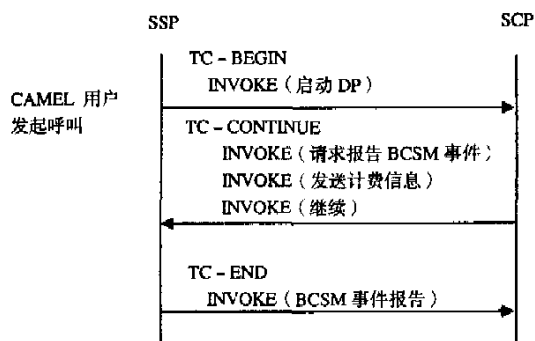 SSP SCP
TC – BEGIN
INVOKE（启动 DP）
CAMEL 用户
发起呼叫
TC – CONTINUE
INVOKE（请求报告 BCSM 事件）
INVOKE（发送计费信息）
INVOKE（继续）
TC – END
INVOKE（BCSM 事件报告）